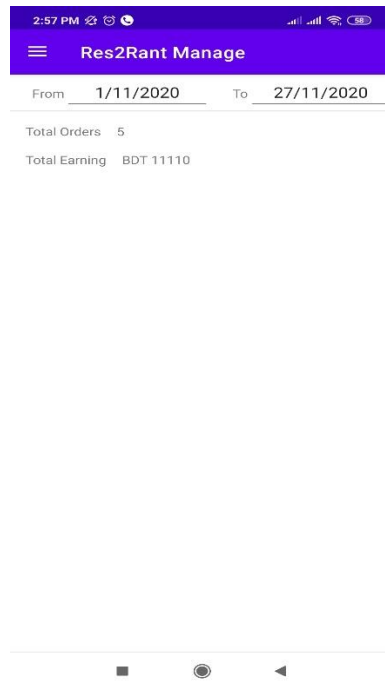 2:57 PM 58
Res2Rant Manage
From 1/11/2020 To 27/11/2020
Total Orders 5
Total Earning BDT 11110